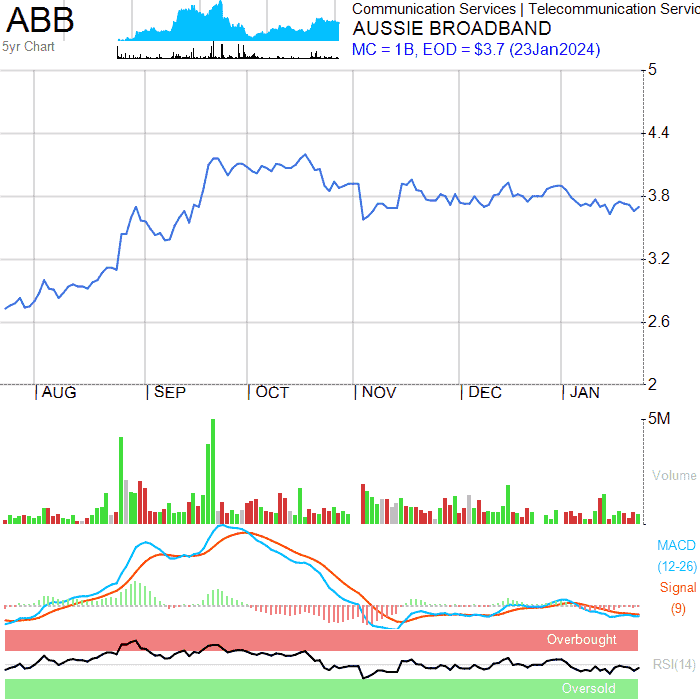 ABB
5yr Chart
Communication Services | Telecommunication Servic
AUSSIE BROADBAND
MC = 1B, EOD = $3.7 (23Jan2024)
5
4.4
3.8
3.2
2.6
2
AUG
SEP
OCT
NOV
DEC
JAN
5M
Volume
MACD
(12-26)
Signal
(9)
Overbought
RSI(14)
Oversold